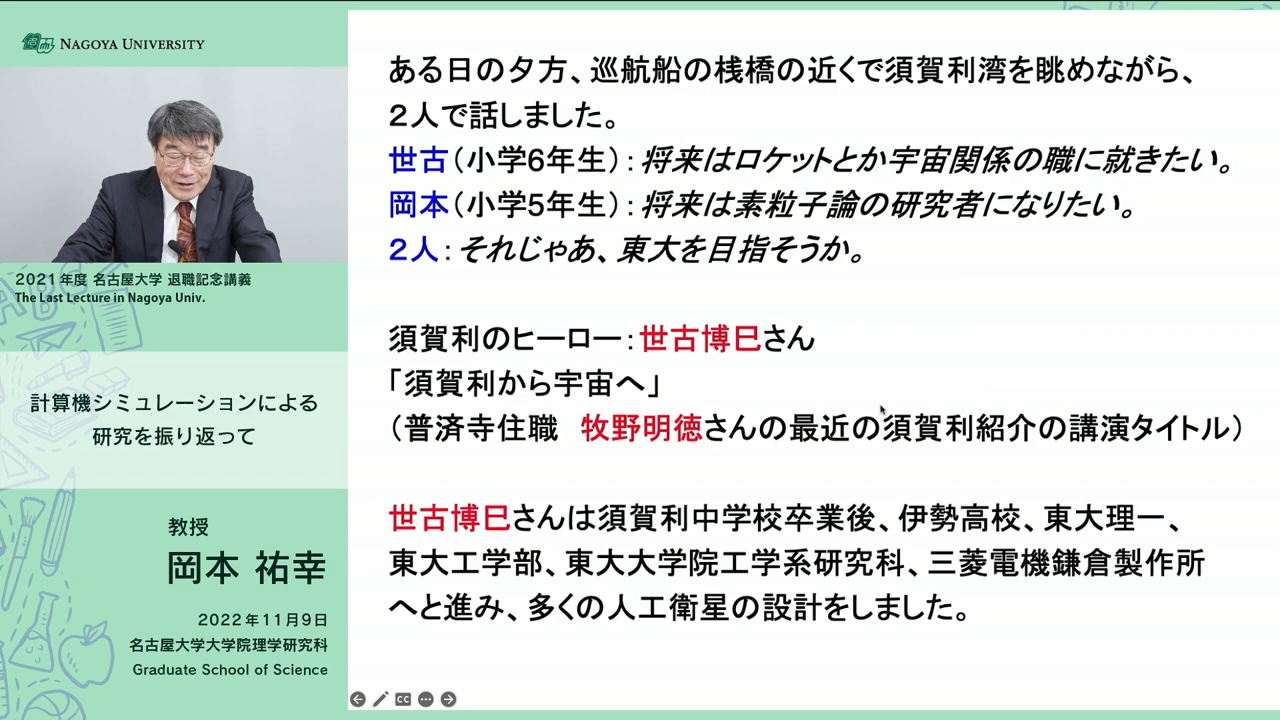 NAGOYA UNIVERSITY
2021年度 名古屋大学 退職記念講義
The Last Lecture in Nagoya Univ.
計算機シミュレーションによる
研究を振り返って
教授
岡本 祐幸
2022年11月9日
名古屋大学大学院理学研究科
Graduate School of Science
ある日の夕方、巡航船の桟橋の近くで須賀利湾を眺めながら、
２人で話しました。
世古（小学6年生）：将来はロケットとか宇宙関係の職に就きたい。
岡本（小学5年生）：将来は素粒子論の研究者になりたい。
２人：それじゃあ、東大を目指そうか。
須賀利のヒーロー：世古博巳さん
「須賀利から宇宙へ」
（普済寺住職　牧野明徳さんの最近の須賀利紹介の講演タイトル）
世古博巳さんは須賀利中学校卒業後、伊勢高校、東大理一、
東大工学部、東大大学院工学系研究科、三菱電機鎌倉製作所
へと進み、多くの人工衛星の設計をしました。